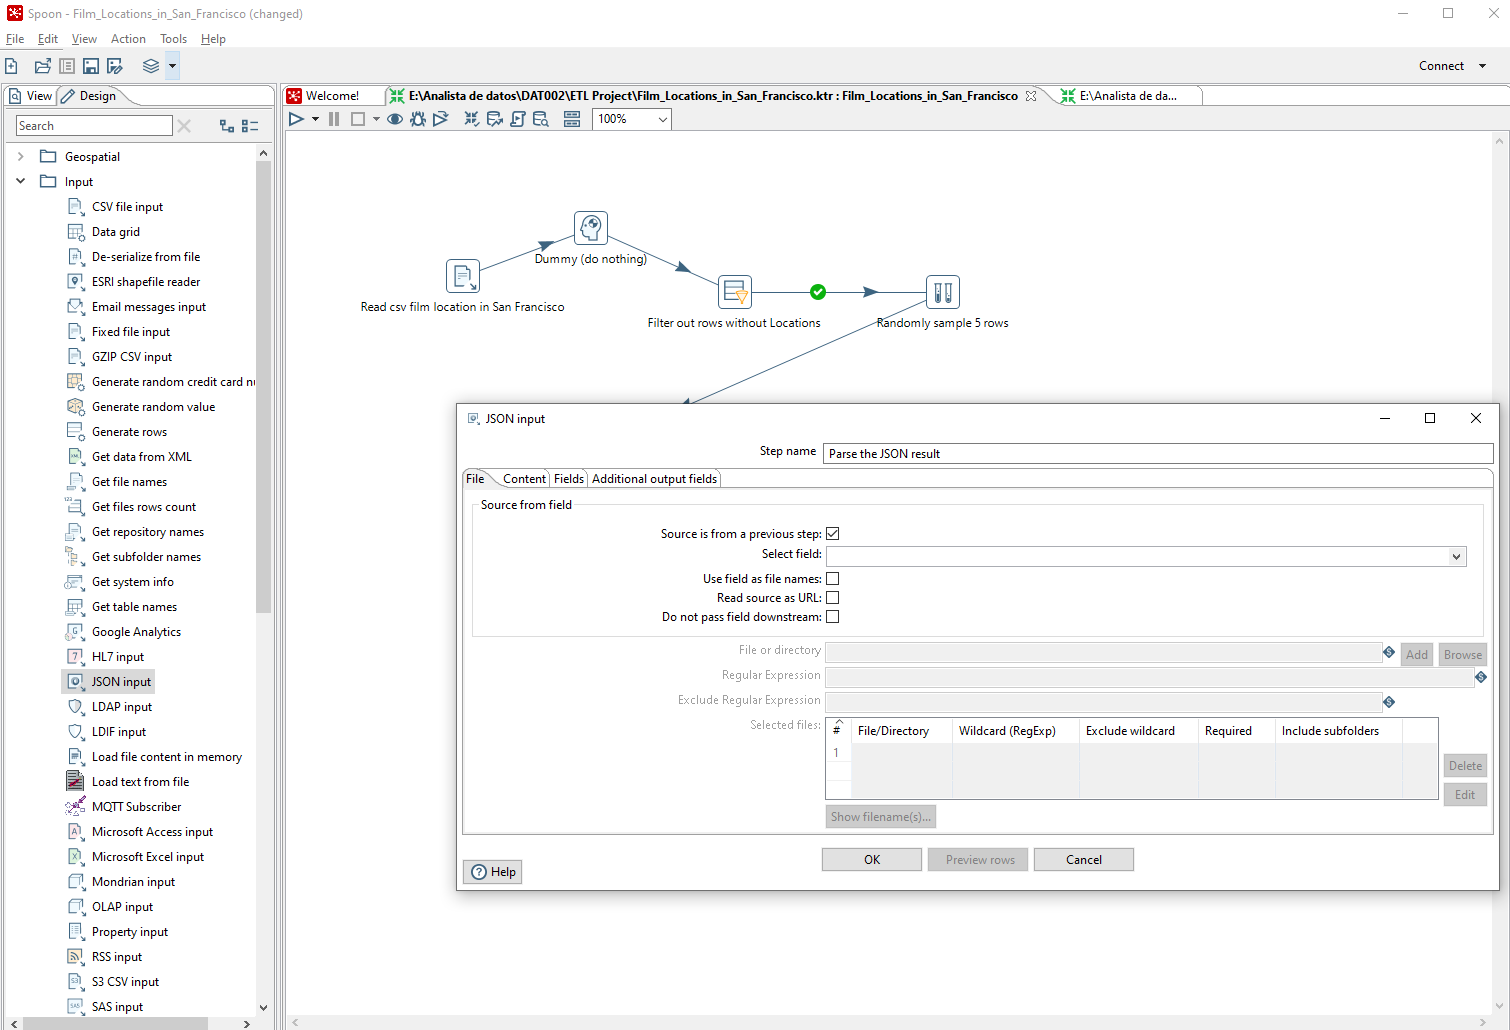 Spoon - Film_Locations_in_San_Francisco (changed)
File Edit View Action Tools Help
Connect
View Design
Welcome! E:\Analista de datos\DAT002\ETL Project\Film_Locations_in_San_Francisco.ktr : Film_Locations_in_San_Francisco E:\Analista de da...
Search
100%
Geospatial
Input
CSV file input
Data grid
De-serialize from file
ESRI shapefile reader
Email messages input
Fixed file input
GZIP CSV input
Generate random credit card nu
Generate random value
Generate rows
Get data from XML
Get file names
Get files rows count
Get repository names
Get subfolder names
Get system info
Get table names
Google Analytics
HL7 input
JSON input
LDAP input
LDIF input
Load file content in memory
Load text from file
MQTT Subscriber
Microsoft Access input
Microsoft Excel input
Mondrian input
OLAP input
Property input
RSS input
S3 CSV input
SAS input
Dummy (do nothing)
Read csv film location in San Francisco
Filter out rows without Locations
Randomly sample 5 rows
JSON input
Step name Parse the JSON result
File Content Fields Additional output fields
Source from field
Source is from a previous step:
Select field:
Use field as file names:
Read source as URL:
Do not pass field downstream:
File or directory Add Browse
Regular Expression
Exclude Regular Expression
Selected files: # File/Directory Wildcard (RegExp) Exclude wildcard Required Include subfolders
1
Delete
Edit
Show filename(s)...
OK Preview rows Cancel
Help